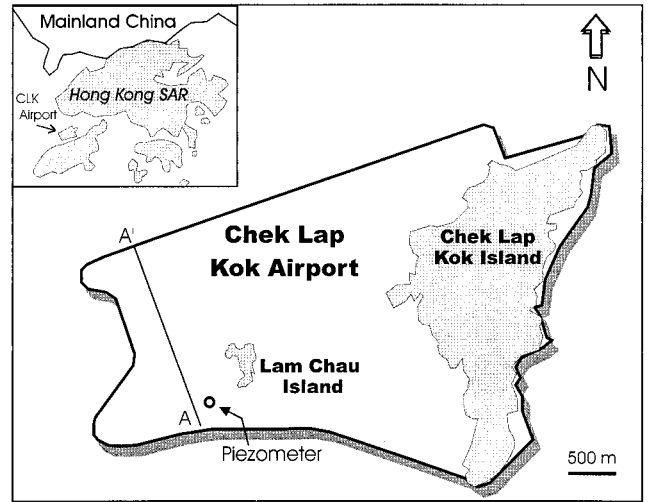 Mainland China
Hong Kong SAR
CLK
Airport
N
A'
Chek Lap
Kok Airport
Chek Lap
Kok Island
Lam Chau
Island
A
Piezometer
500 m